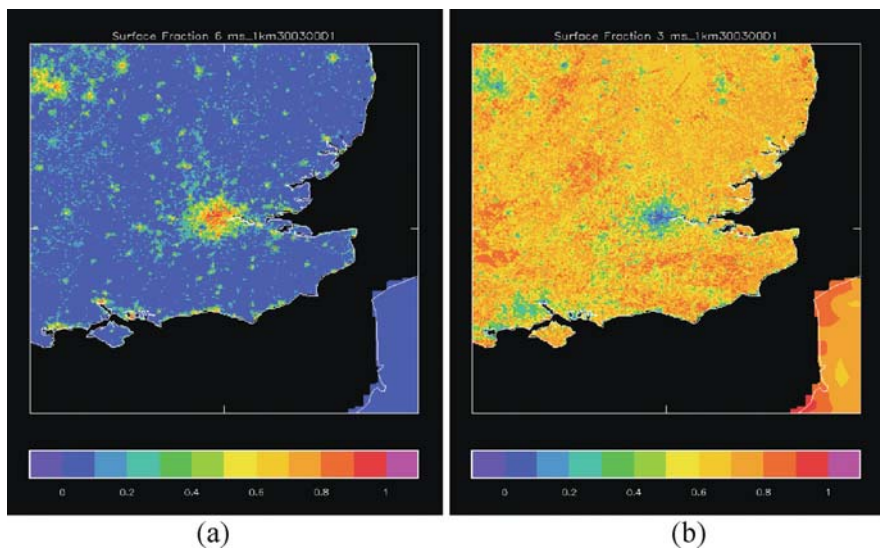 Surface Fraction 6 ms_1km300300D1
0 0.2 0.4 0.6 0.8 1
(a)
Surface Fraction 3 ms_1km300300D1
0 0.2 0.4 0.6 0.8 1
(b)